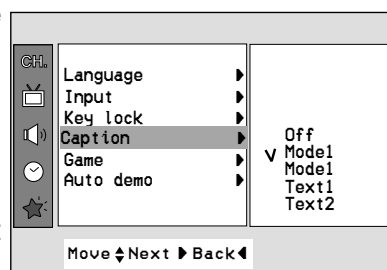 CH.
Language
Input
Key lock
Caption
Game
Auto demo
Off
Mode1
Mode1
Text1
Text2
Move Next Back